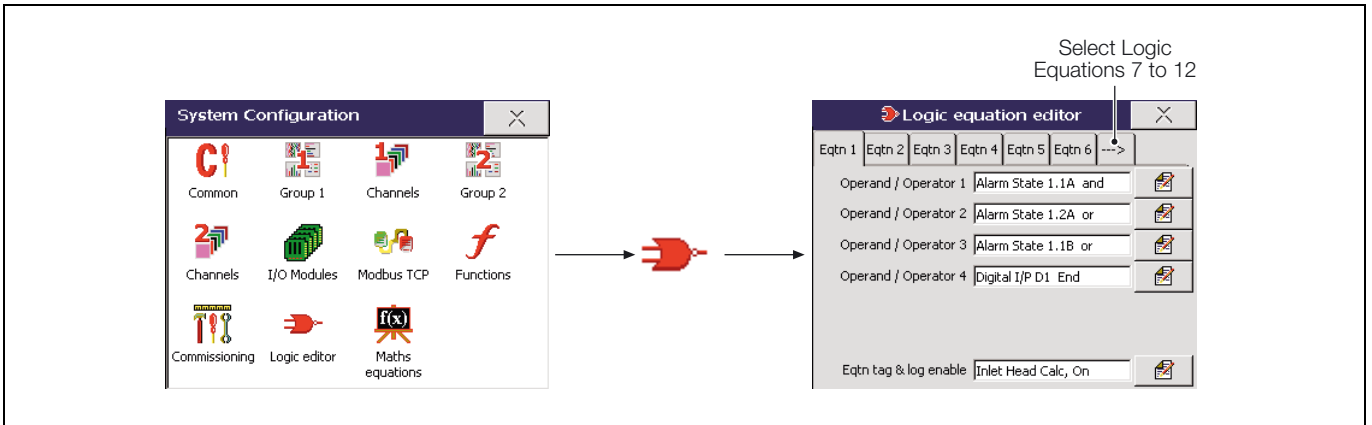 Select Logic
Equations 7 to 12
System Configuration
Common
Group 1
Channels
Group 2
Channels
I/O Modules
Modbus TCP
Functions
Commissioning
Logic editor
Maths
equations
Logic equation editor
Eqtn 1 Eqtn 2 Eqtn 3 Eqtn 4 Eqtn 5 Eqtn 6 --->
Operand / Operator 1 Alarm State 1.1A and
Operand / Operator 2 Alarm State 1.2A or
Operand / Operator 3 Alarm State 1.1B or
Operand / Operator 4 Digital I/P D1 End
Eqtn tag & log enable Inlet Head Calc, On